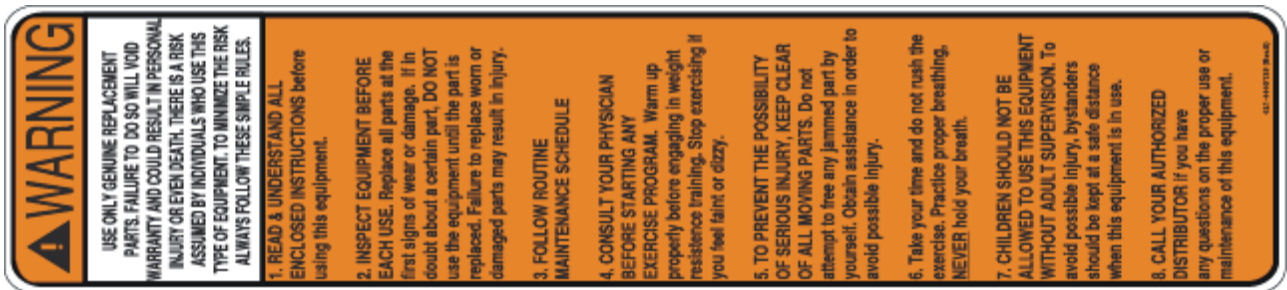 WARNING
USE ONLY GENUINE REPLACEMENT
PARTS. FAILURE TO DO SO WILL VOID
WARRANTY AND COULD RESULT IN PERSONAL
INJURY OR EVEN DEATH. THERE IS A RISK
ASSUMED BY INDIVIDUALS WHO USE THIS
TYPE OF EQUIPMENT. TO MINIMIZE THE RISK
ALWAYS FOLLOW THESE SIMPLE RULES.
1. READ & UNDERSTAND ALL
ENCLOSED INSTRUCTIONS before
using this equipment.
2. INSPECT EQUIPMENT BEFORE
EACH USE. Replace all parts at the
first signs of wear or damage. If in
doubt about a certain part, DO NOT
use the equipment until the part is
replaced. Failure to replace worn or
damaged parts may result in injury.
3. FOLLOW ROUTINE
MAINTENANCE SCHEDULE
4. CONSULT YOUR PHYSICIAN
BEFORE STARTING ANY
EXERCISE PROGRAM. Warm up
properly before engaging in weight
resistence training. Stop exercising if
you feel faint or dizzy.
5. TO PREVENT THE POSSIBILITY
OF SERIOUS INJURY, KEEP CLEAR
OF ALL MOVING PARTS. Do not
attempt to free any jammed part by
yourself. Obtain assistance in order to
avoid possible injury.
6. Take your time and do not rush the
exercise. Practice proper breathing,
NEVER hold your breath.
7. CHILDREN SHOULD NOT BE
ALLOWED TO USE THIS EQUIPMENT
WITHOUT ADULT SUPERVISION. To
avoid possible injury, bystanders
should be kept at a safe distance
when this equipment is in use.
8. CALL YOUR AUTHORIZED
DISTRIBUTOR if you have
any questions on the proper use or
maintenance of this equipment.